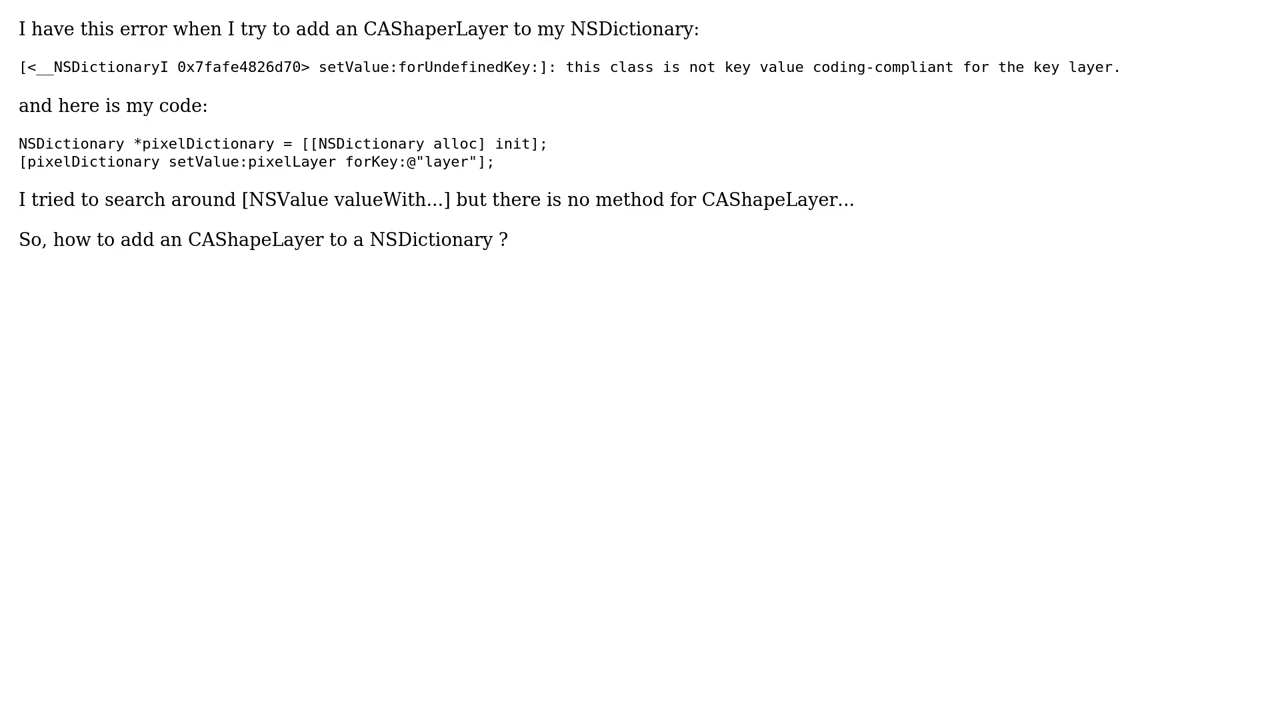 I have this error when I try to add an CAShaperLayer to my NSDictionary:
[<__NSDictionaryI 0x7fafe4826d70> setValue:forUndefinedKey:]: this class is not key value coding-compliant for the key layer.
and here is my code:
NSDictionary *pixelDictionary = [[NSDictionary alloc] init];
[pixelDictionary setValue:pixelLayer forKey:@"layer"];
I tried to search around [NSValue valueWith...] but there is no method for CAShapeLayer...
So, how to add an CAShapeLayer to a NSDictionary ?